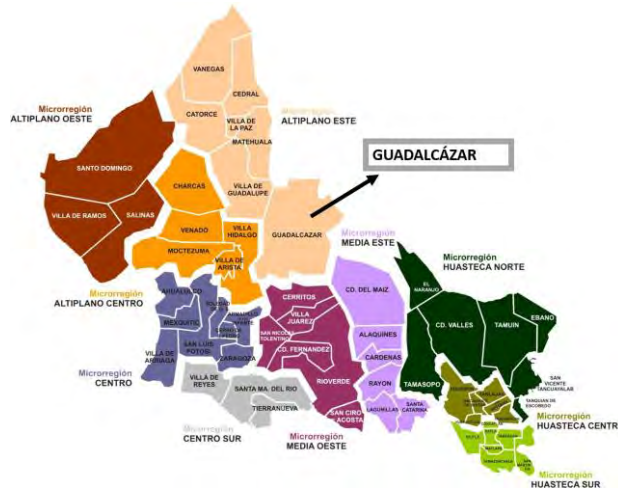 VANEGAS
CEDRAL
Microrregión
ALTIPLANO OESTE
CATORCE
VILLA DE
LA PAZ
Microrregión
ALTIPLANO ESTE
MATEHUALA
GUADALCÁZAR
SANTO DOMINGO
CHARCAS
VILLA DE
GUADALUPE
VILLA DE RAMOS
SALINAS
VENADO
VILLA
HIDALGO
GUADALCAZAR
Microrregión
MEDIA ESTE
MOCTEZUMA
VILLA DE
ARISTA
Microrregión
HUASTECA NORTE
Microrregión
ALTIPLANO CENTRO
AHUALULCO
CERRITOS
CD. DEL MAIZ
EL
NARANJO
MEXQUITIC
VILLA
JUAREZ
SAN NICOLAS
TOLENTINO
ALAQUINES
CD. VALLES
TAMUIN
EBANO
VILLA DE
ARRIAGA
SAN LUIS
POTOSI
ZARAGOZA
CD. FERNANDEZ
CARDENAS
Microrregión
CENTRO
VILLA DE
REYES
SANTA MA. DEL RIO
RIOVERDE
RAYON
TAMASOPO
SAN
VICENTE
TANCUAYALAB
TANQUIAN DE
ESCOBEDO
TIERRANUEVA
SAN CIRO
ACOSTA
LAGUNILLAS
SANTA
CATARINA
Microrregión
HUASTECA CENTR
Microrregión
CENTRO SUR
Microrregión
MEDIA OESTE
Microrregión
HUASTECA SUR